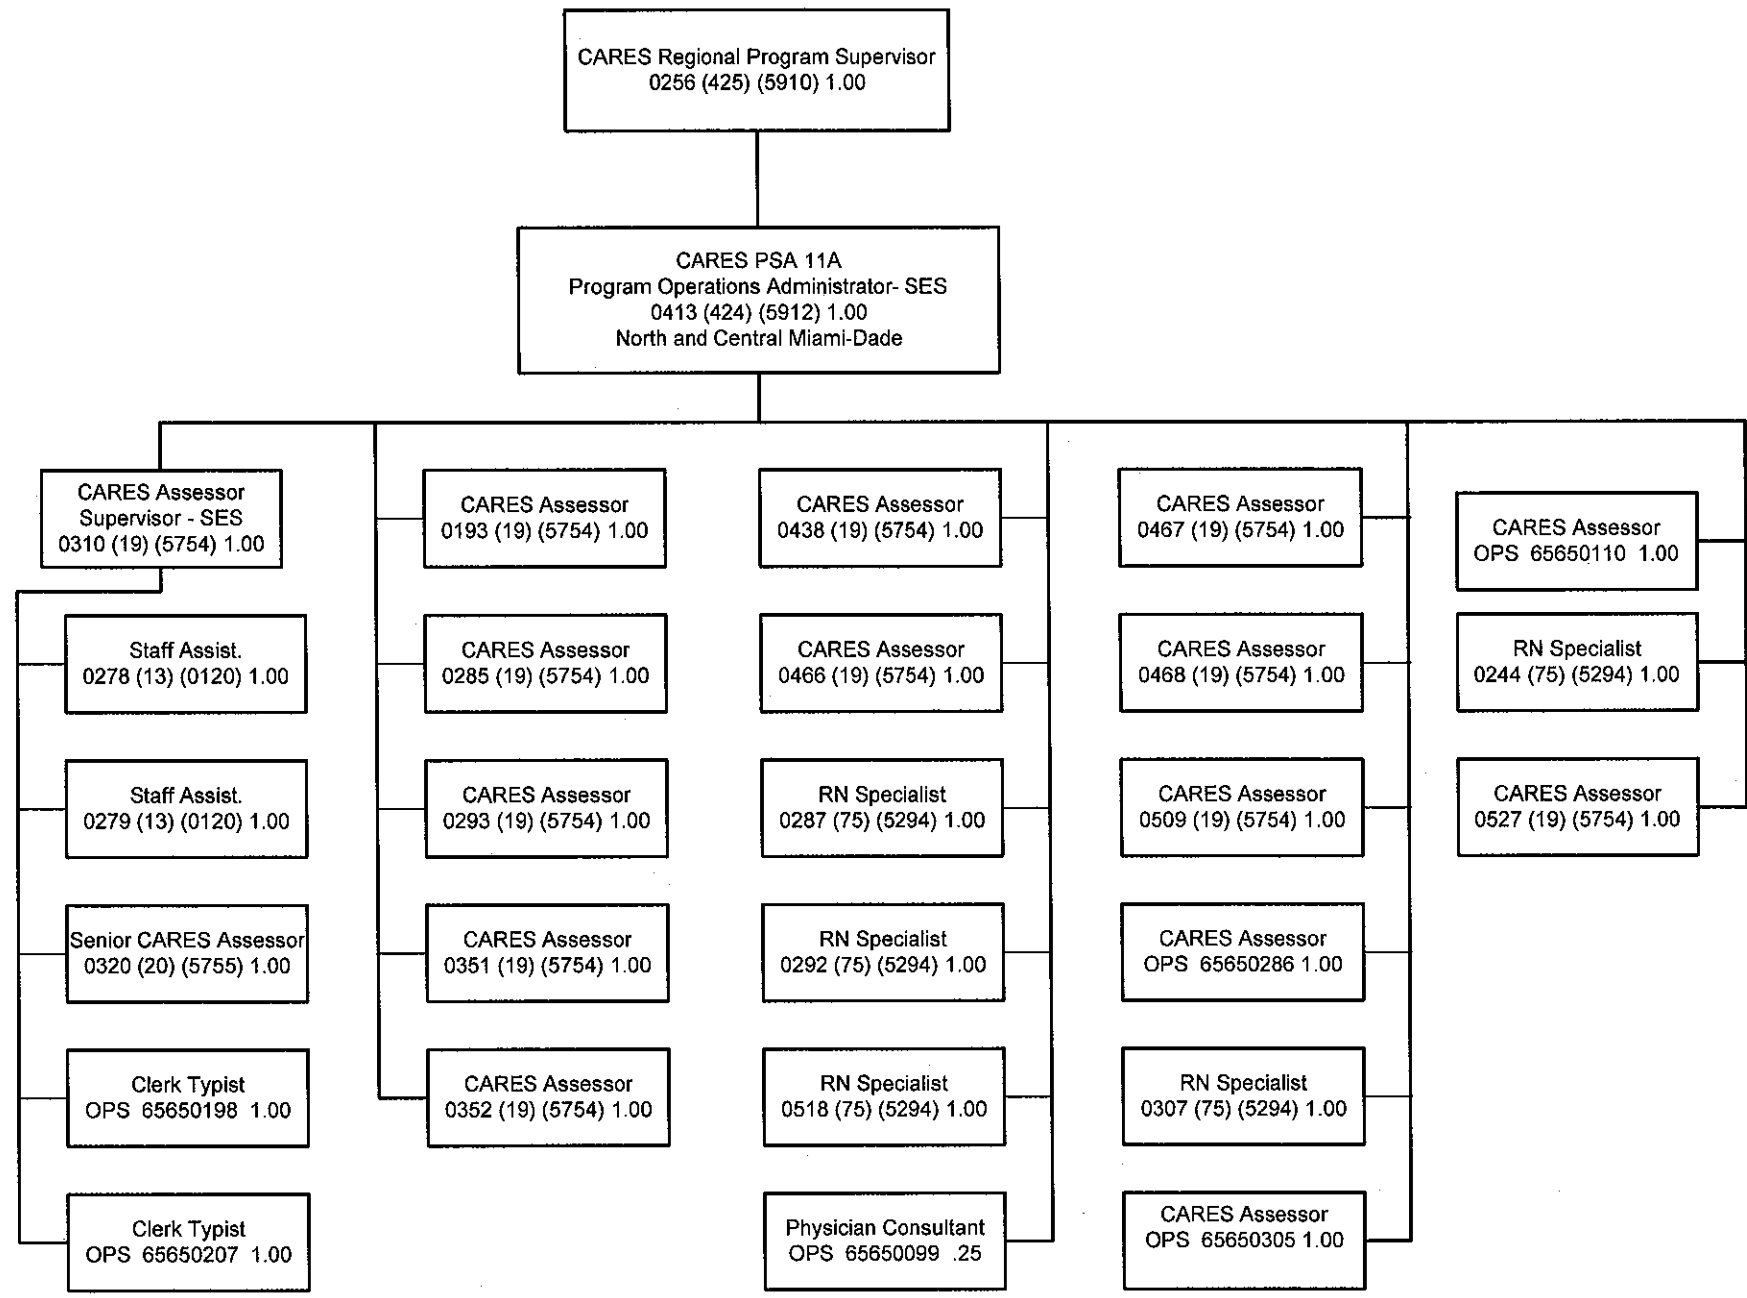 CARES Regional Program Supervisor
0256 (425) (5910) 1.00
CARES PSA 11A
Program Operations Administrator- SES
0413 (424) (5912) 1.00
North and Central Miami-Dade
CARES Assessor
Supervisor - SES
0310 (19) (5754) 1.00
Staff Assist.
0278 (13) (0120) 1.00
Staff Assist.
0279 (13) (0120) 1.00
Senior CARES Assessor
0320 (20) (5755) 1.00
Clerk Typist
OPS 65650198 1.00
Clerk Typist
OPS 65650207 1.00
CARES Assessor
0193 (19) (5754) 1.00
CARES Assessor
0285 (19) (5754) 1.00
CARES Assessor
0293 (19) (5754) 1.00
CARES Assessor
0351 (19) (5754) 1.00
CARES Assessor
0352 (19) (5754) 1.00
CARES Assessor
0438 (19) (5754) 1.00
CARES Assessor
0466 (19) (5754) 1.00
RN Specialist
0287 (75) (5294) 1.00
RN Specialist
0292 (75) (5294) 1.00
RN Specialist
0518 (75) (5294) 1.00
Physician Consultant
OPS 65650099 .25
CARES Assessor
0467 (19) (5754) 1.00
CARES Assessor
0468 (19) (5754) 1.00
CARES Assessor
0509 (19) (5754) 1.00
CARES Assessor
OPS 65650286 1.00
RN Specialist
0307 (75) (5294) 1.00
CARES Assessor
OPS 65650305 1.00
CARES Assessor
OPS 65650110 1.00
RN Specialist
0244 (75) (5294) 1.00
CARES Assessor
0527 (19) (5754) 1.00